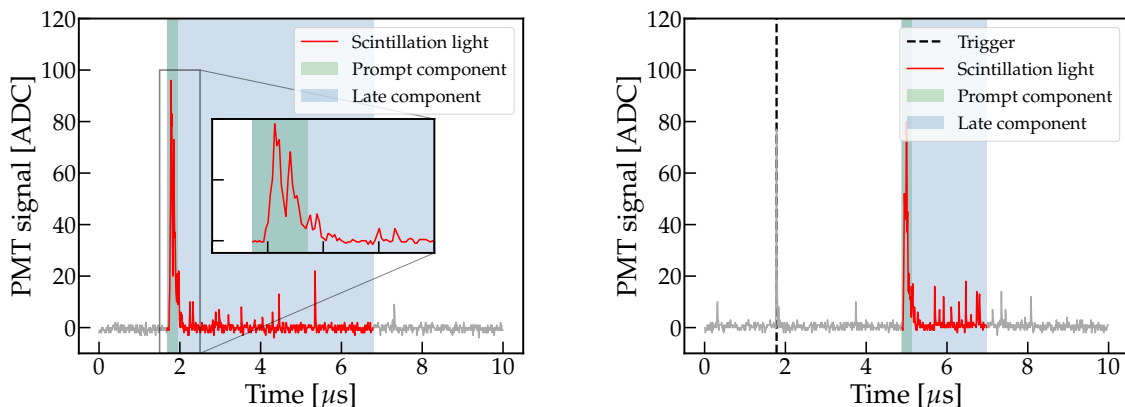 120
100
80
60
40
20
0
PMT signal [ADC]
0 2 4 6 8 10
Time [μs]
Scintillation light
Prompt component
Late component
120
100
80
60
40
20
0
PMT signal [ADC]
0 2 4 6 8 10
Time [μs]
Trigger
Scintillation light
Prompt component
Late component